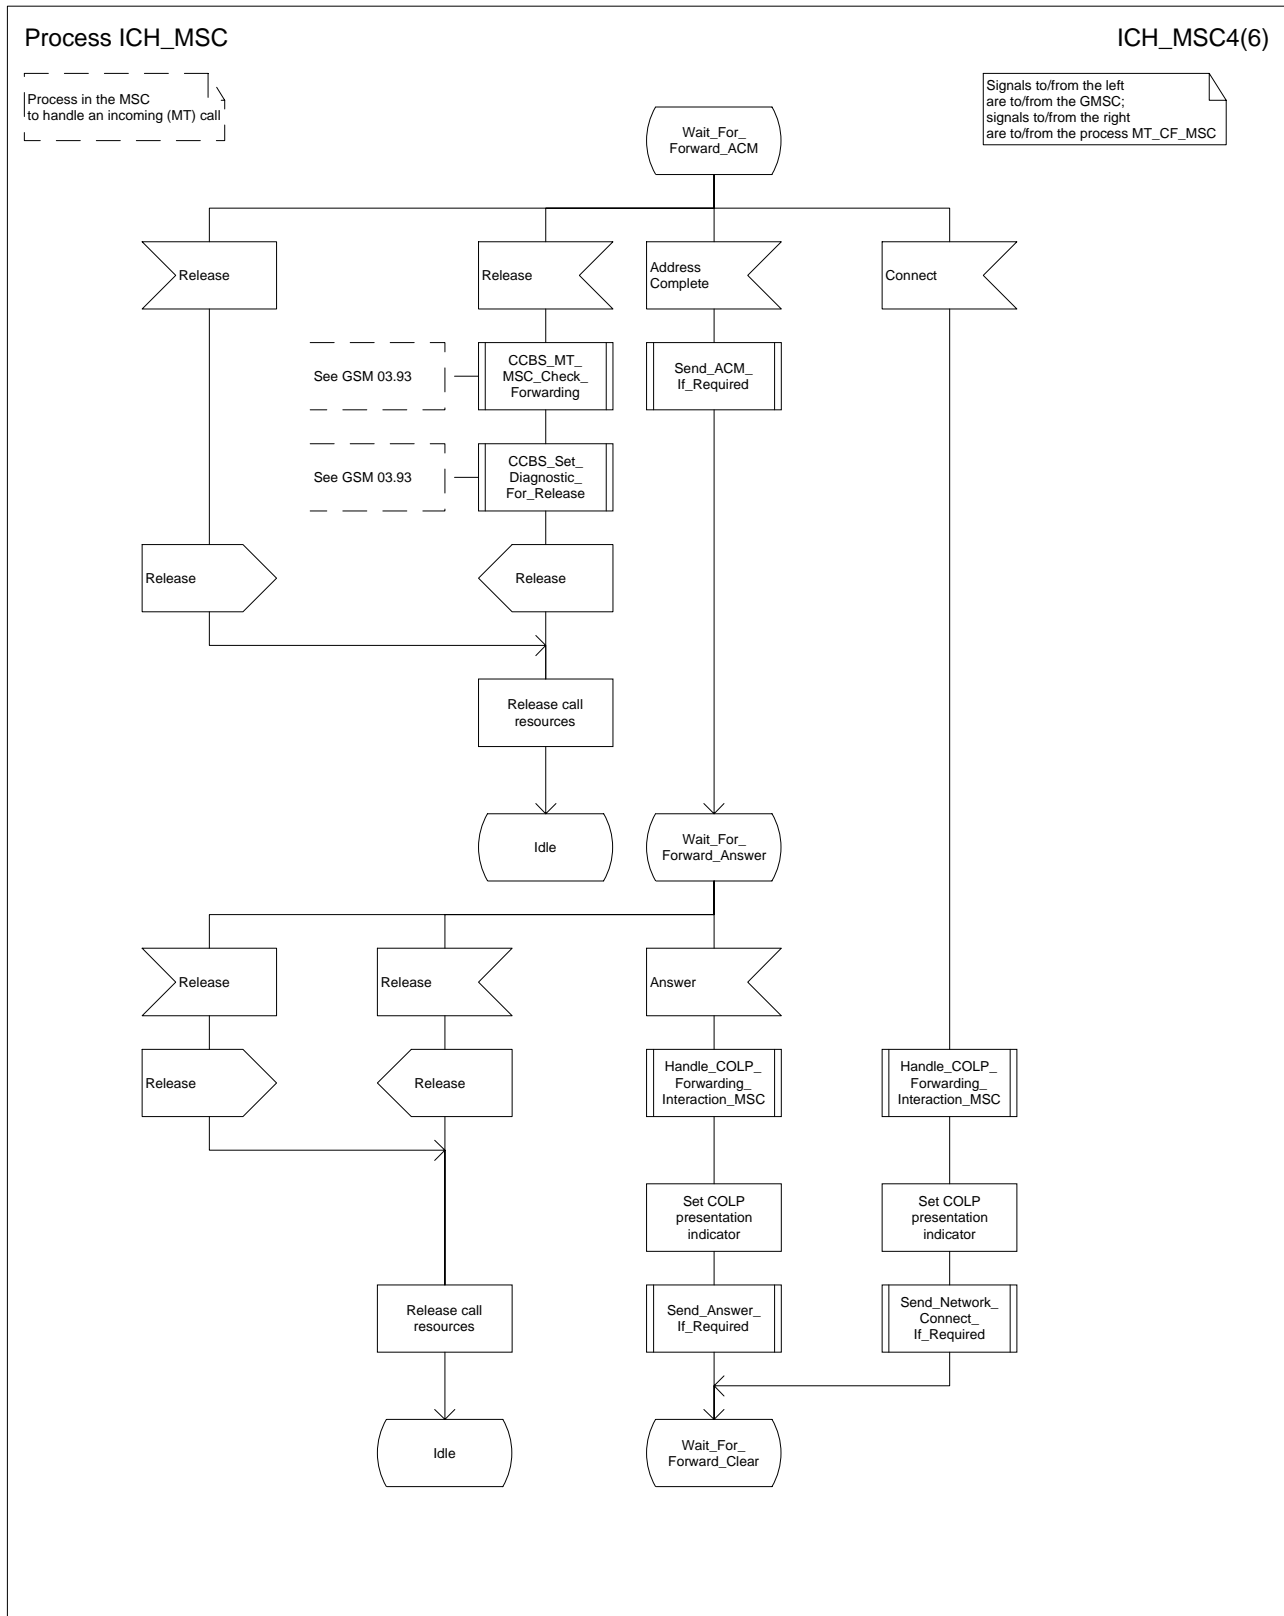 Process ICH_MSC
ICH_MSC4(6)
Process in the MSC
to handle an incoming (MT) call
Signals to/from the left
are to/from the GMSC;
signals to/from the right
are to/from the process MT_CF_MSC
Wait_For_
Forward_ACM
Release
Release
Address
Complete
Connect
See GSM 03.93
CCBS_MT_
MSC_Check_
Forwarding
Send_ACM_
If_Required
See GSM 03.93
CCBS_Set_
Diagnostic_
For_Release
Release
Release
Release call
resources
Idle
Wait_For_
Forward_Answer
Release
Release
Answer
Release
Release
Handle_COLP_
Forwarding_
Interaction_MSC
Handle_COLP_
Forwarding_
Interaction_MSC
Set COLP
presentation
indicator
Set COLP
presentation
indicator
Release call
resources
Send_Answer_
If_Required
Send_Network_
Connect_
If_Required
Idle
Wait_For_
Forward_Clear